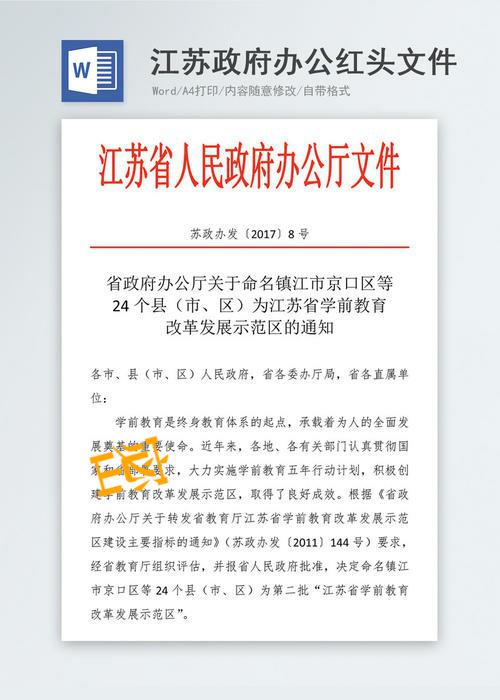 W
江苏政府办公红头文件
Word/A4打印/内容随意修改/自带格式
江苏省人民政府办公厅文件
苏政办发〔2017〕8 号
省政府办公厅关于命名镇江市京口区等
24 个县（市、区）为江苏省学前教育
改革发展示范区的通知
各市、县（市、区）人民政府，省各委办厅局，省各直属单
位：
学前教育是终身教育体系的起点，承载着为人的全面发
展奠基的重要使命。近年来，各地、各有关部门认真贯彻国
家和省部署要求，大力实施学前教育五年行动计划，积极创
建学前教育改革发展示范区，取得了良好成效。根据《省政
府办公厅关于转发省教育厅江苏省学前教育改革发展示范
区建设主要指标的通知》（苏政办发〔2011〕144 号）要求，
经省教育厅组织评估，并报省人民政府批准，决定命名镇江
市京口区等 24 个县（市、区）为第二批“江苏省学前教育
改革发展示范区”。